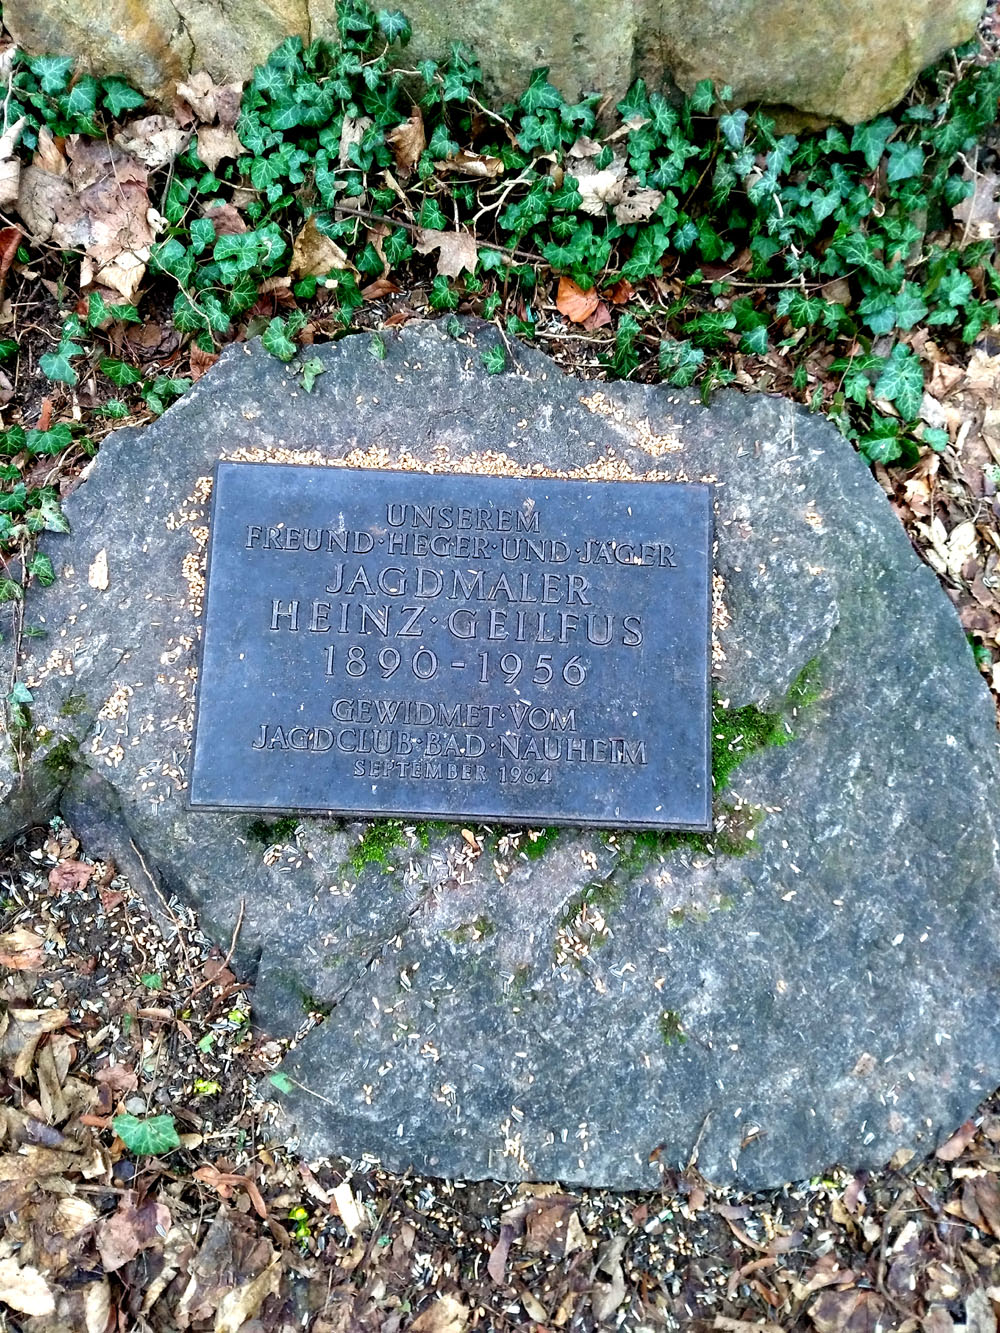 UNSEREM
FREUND·HEGER·UND·JÄGER
JAGDMALER
HEINZ·GEILFUS
1890-1956
GEWIDMET·VOM
JAGDCLUB·BAD·NAUHEIM
SEPTEMBER 1964